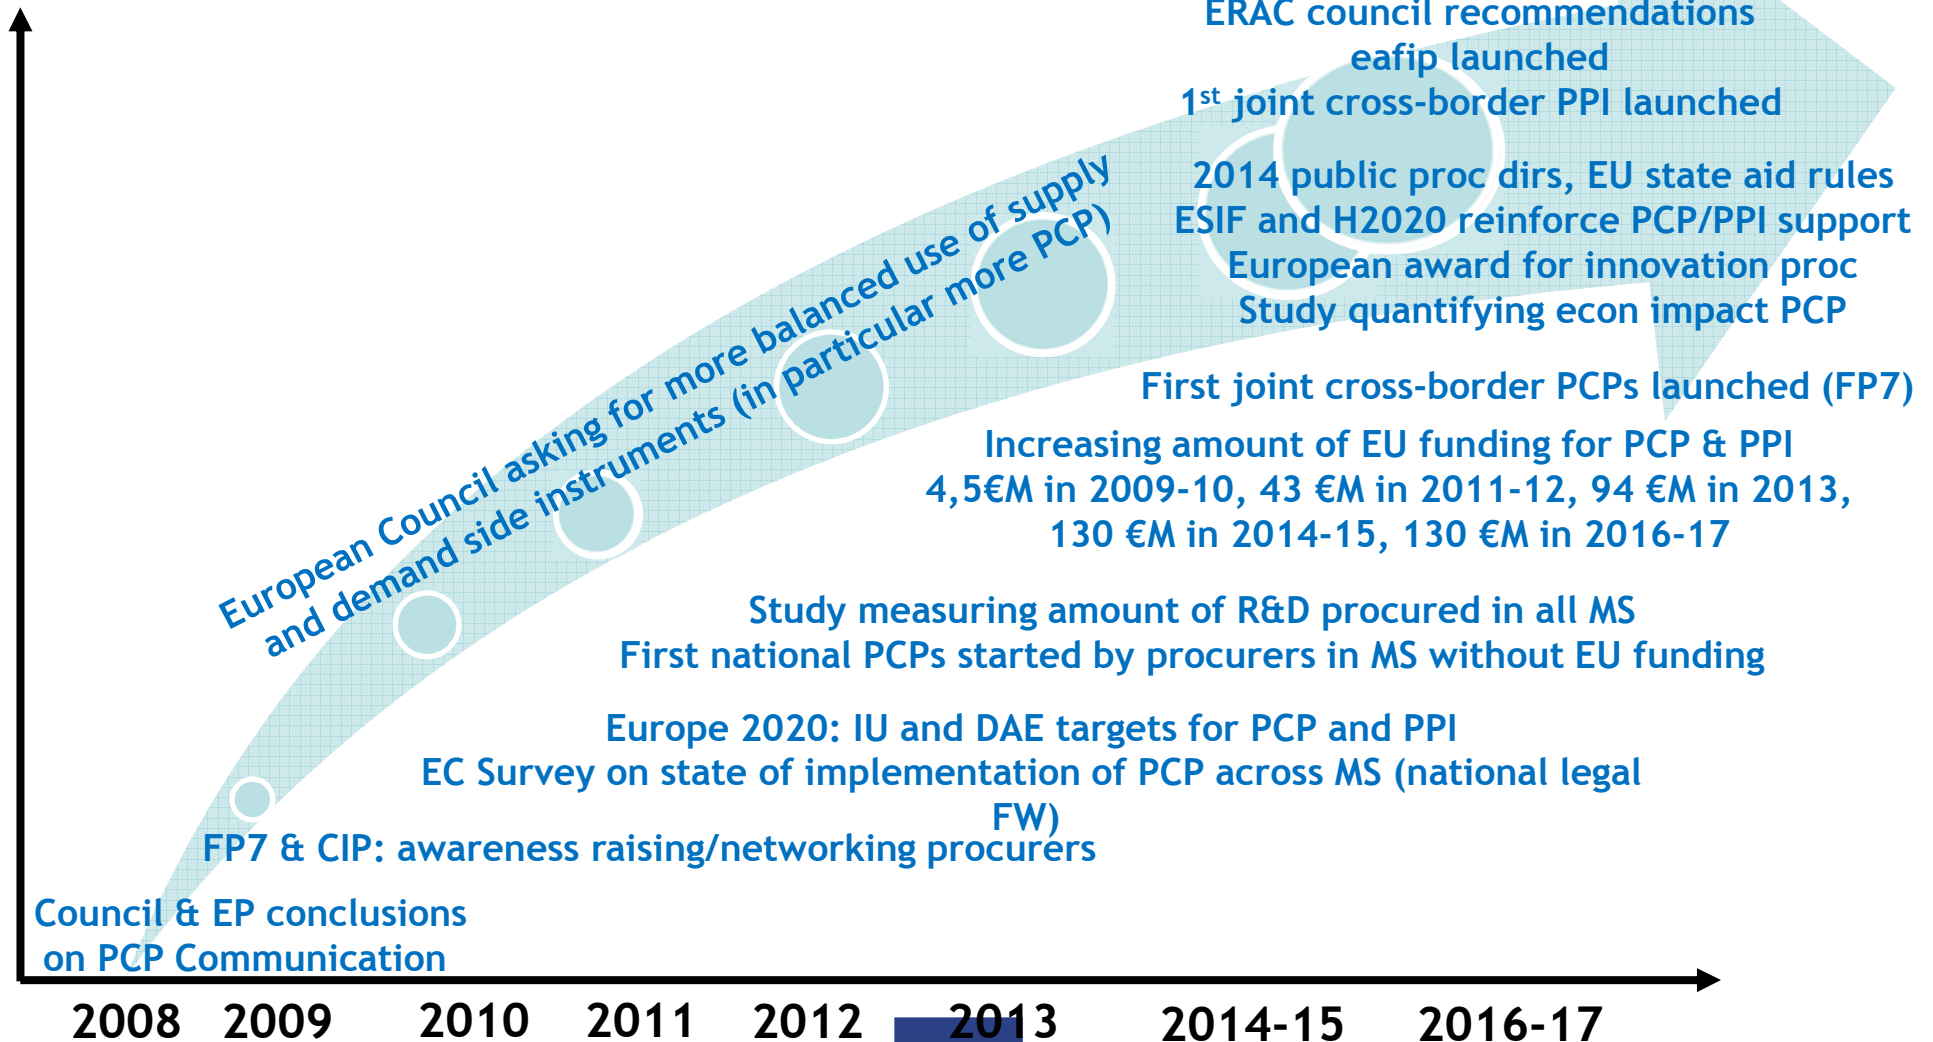 ERAC council recommendations
eafip launched
1st joint cross-border PPI launched
2014 public proc dirs, EU state aid rules
ESIF and H2020 reinforce PCP/PPI support
European award for innovation proc
Study quantifying econ impact PCP
European Council asking for more balanced use of supply
and demand side instruments (in particular more PCP)
First joint cross-border PCPs launched (FP7)
Increasing amount of EU funding for PCP & PPI
4,5€M in 2009-10, 43 €M in 2011-12, 94 €M in 2013,
130 €M in 2014-15, 130 €M in 2016-17
Study measuring amount of R&D procured in all MS
First national PCPs started by procurers in MS without EU funding
Europe 2020: IU and DAE targets for PCP and PPI
EC Survey on state of implementation of PCP across MS (national legal
FW)
FP7 & CIP: awareness raising/networking procurers
Council & EP conclusions
on PCP Communication
2008 2009 2010 2011 2012 2013 2014-15 2016-17